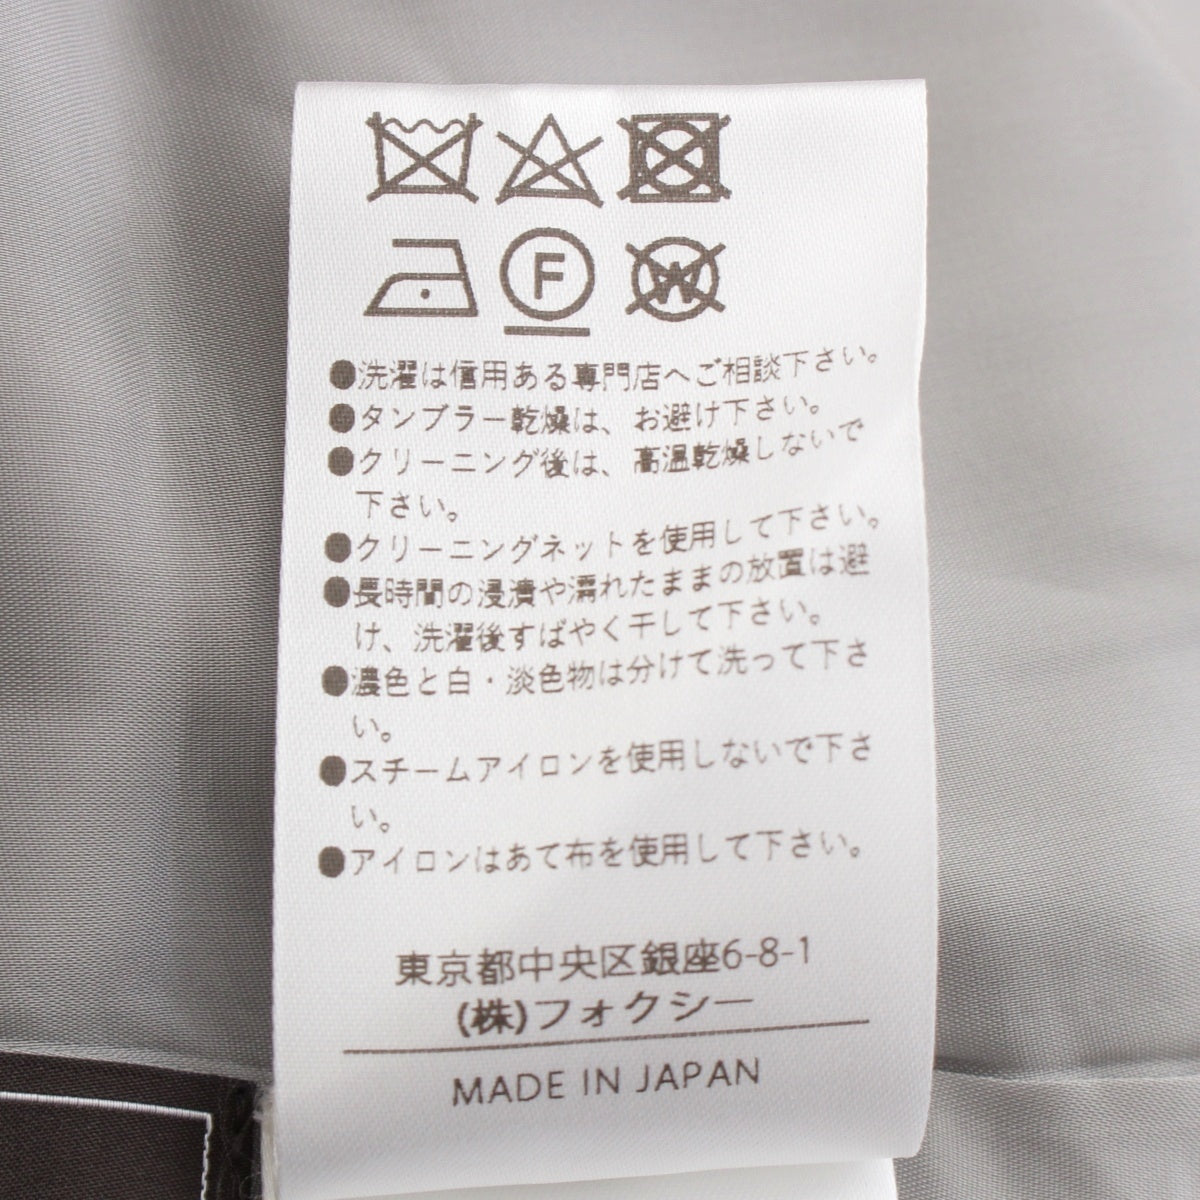 F
W
●洗濯は信用ある専門店へご相談下さい。
●タンブラー乾燥は、お避け下さい。
●クリーニング後は、高温乾燥しないで
下さい。
●クリーニングネットを使用して下さい。
●長時間の浸漬や濡れたままの放置は避
け、洗濯後すばやく干して下さい。
●濃色と白・淡色物は分けて洗って下さ
い。
●スチームアイロンを使用しないで下さ
い。
●アイロンはあて布を使用して下さい。
東京都中央区銀座6-8-1
(株)フォクシー
MADE IN JAPAN